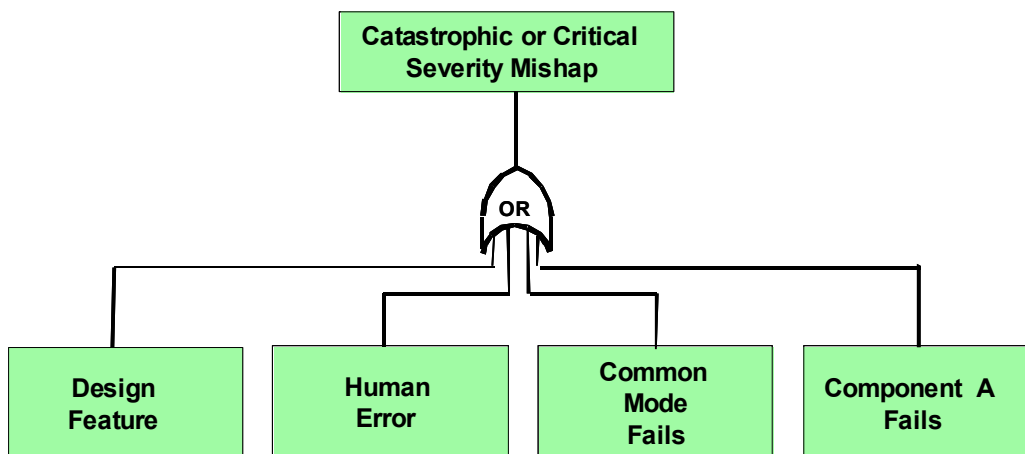 Catastrophic or Critical
Severity Mishap
OR
Design
Feature
Human
Error
Common
Mode
Fails
Component A
Fails